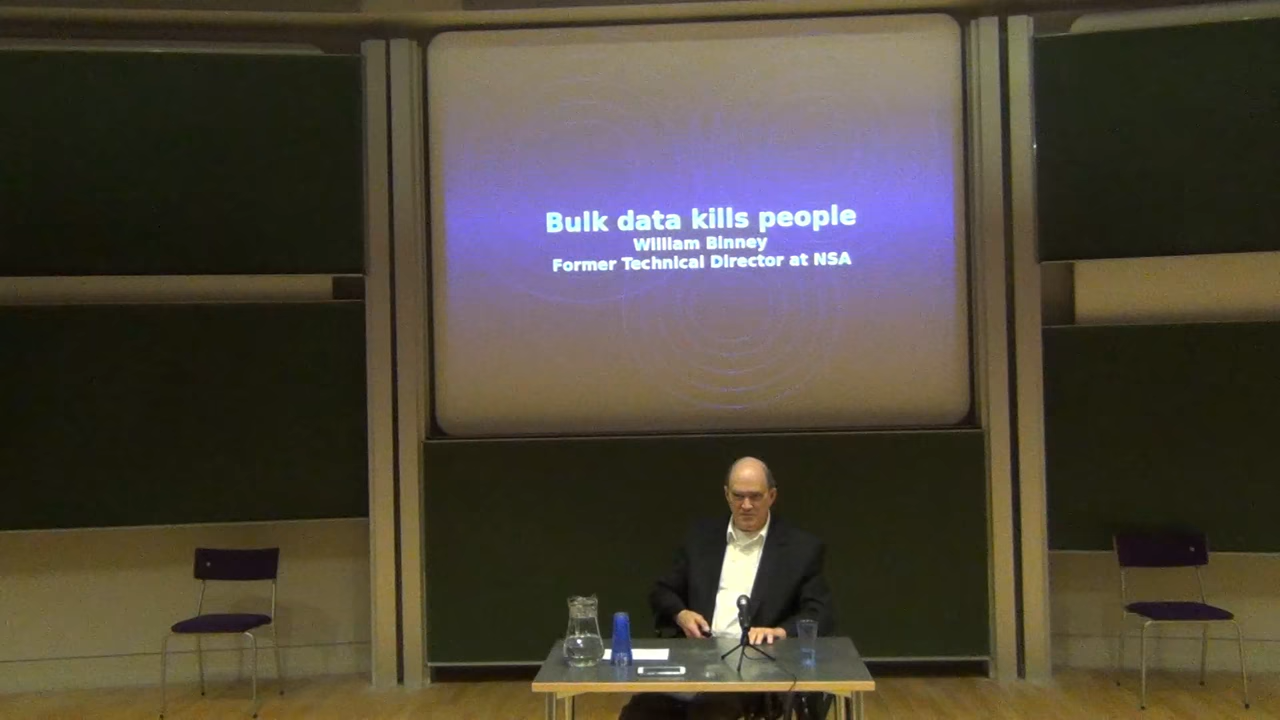 Bulk data kills people
William Binney
Former Technical Director at NSA